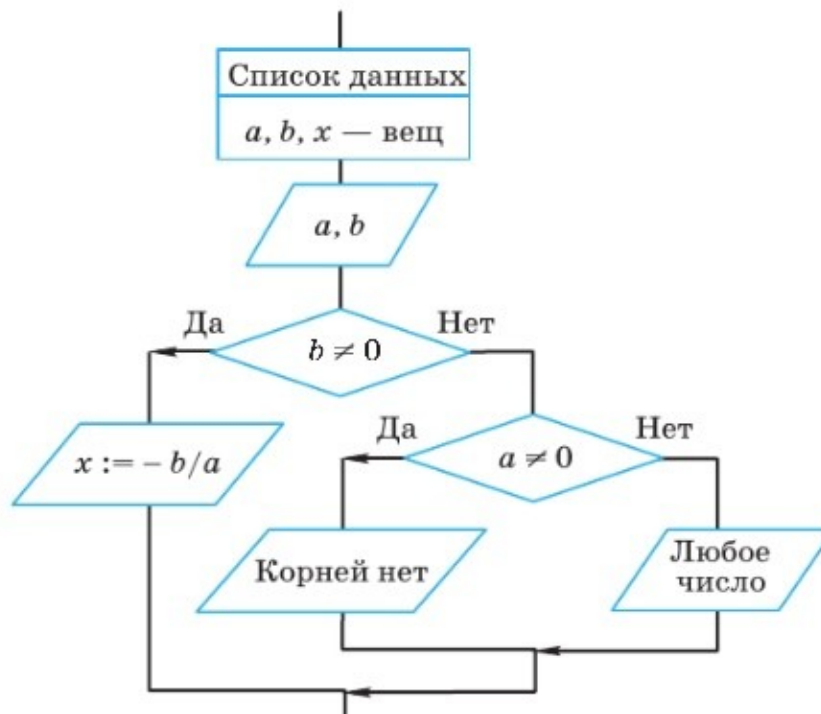 Список данных
a, b, x — вещ
a, b
Да
Нет
b ≠ 0
x := – b/a
Да
Нет
a ≠ 0
Корней нет
Любое
число